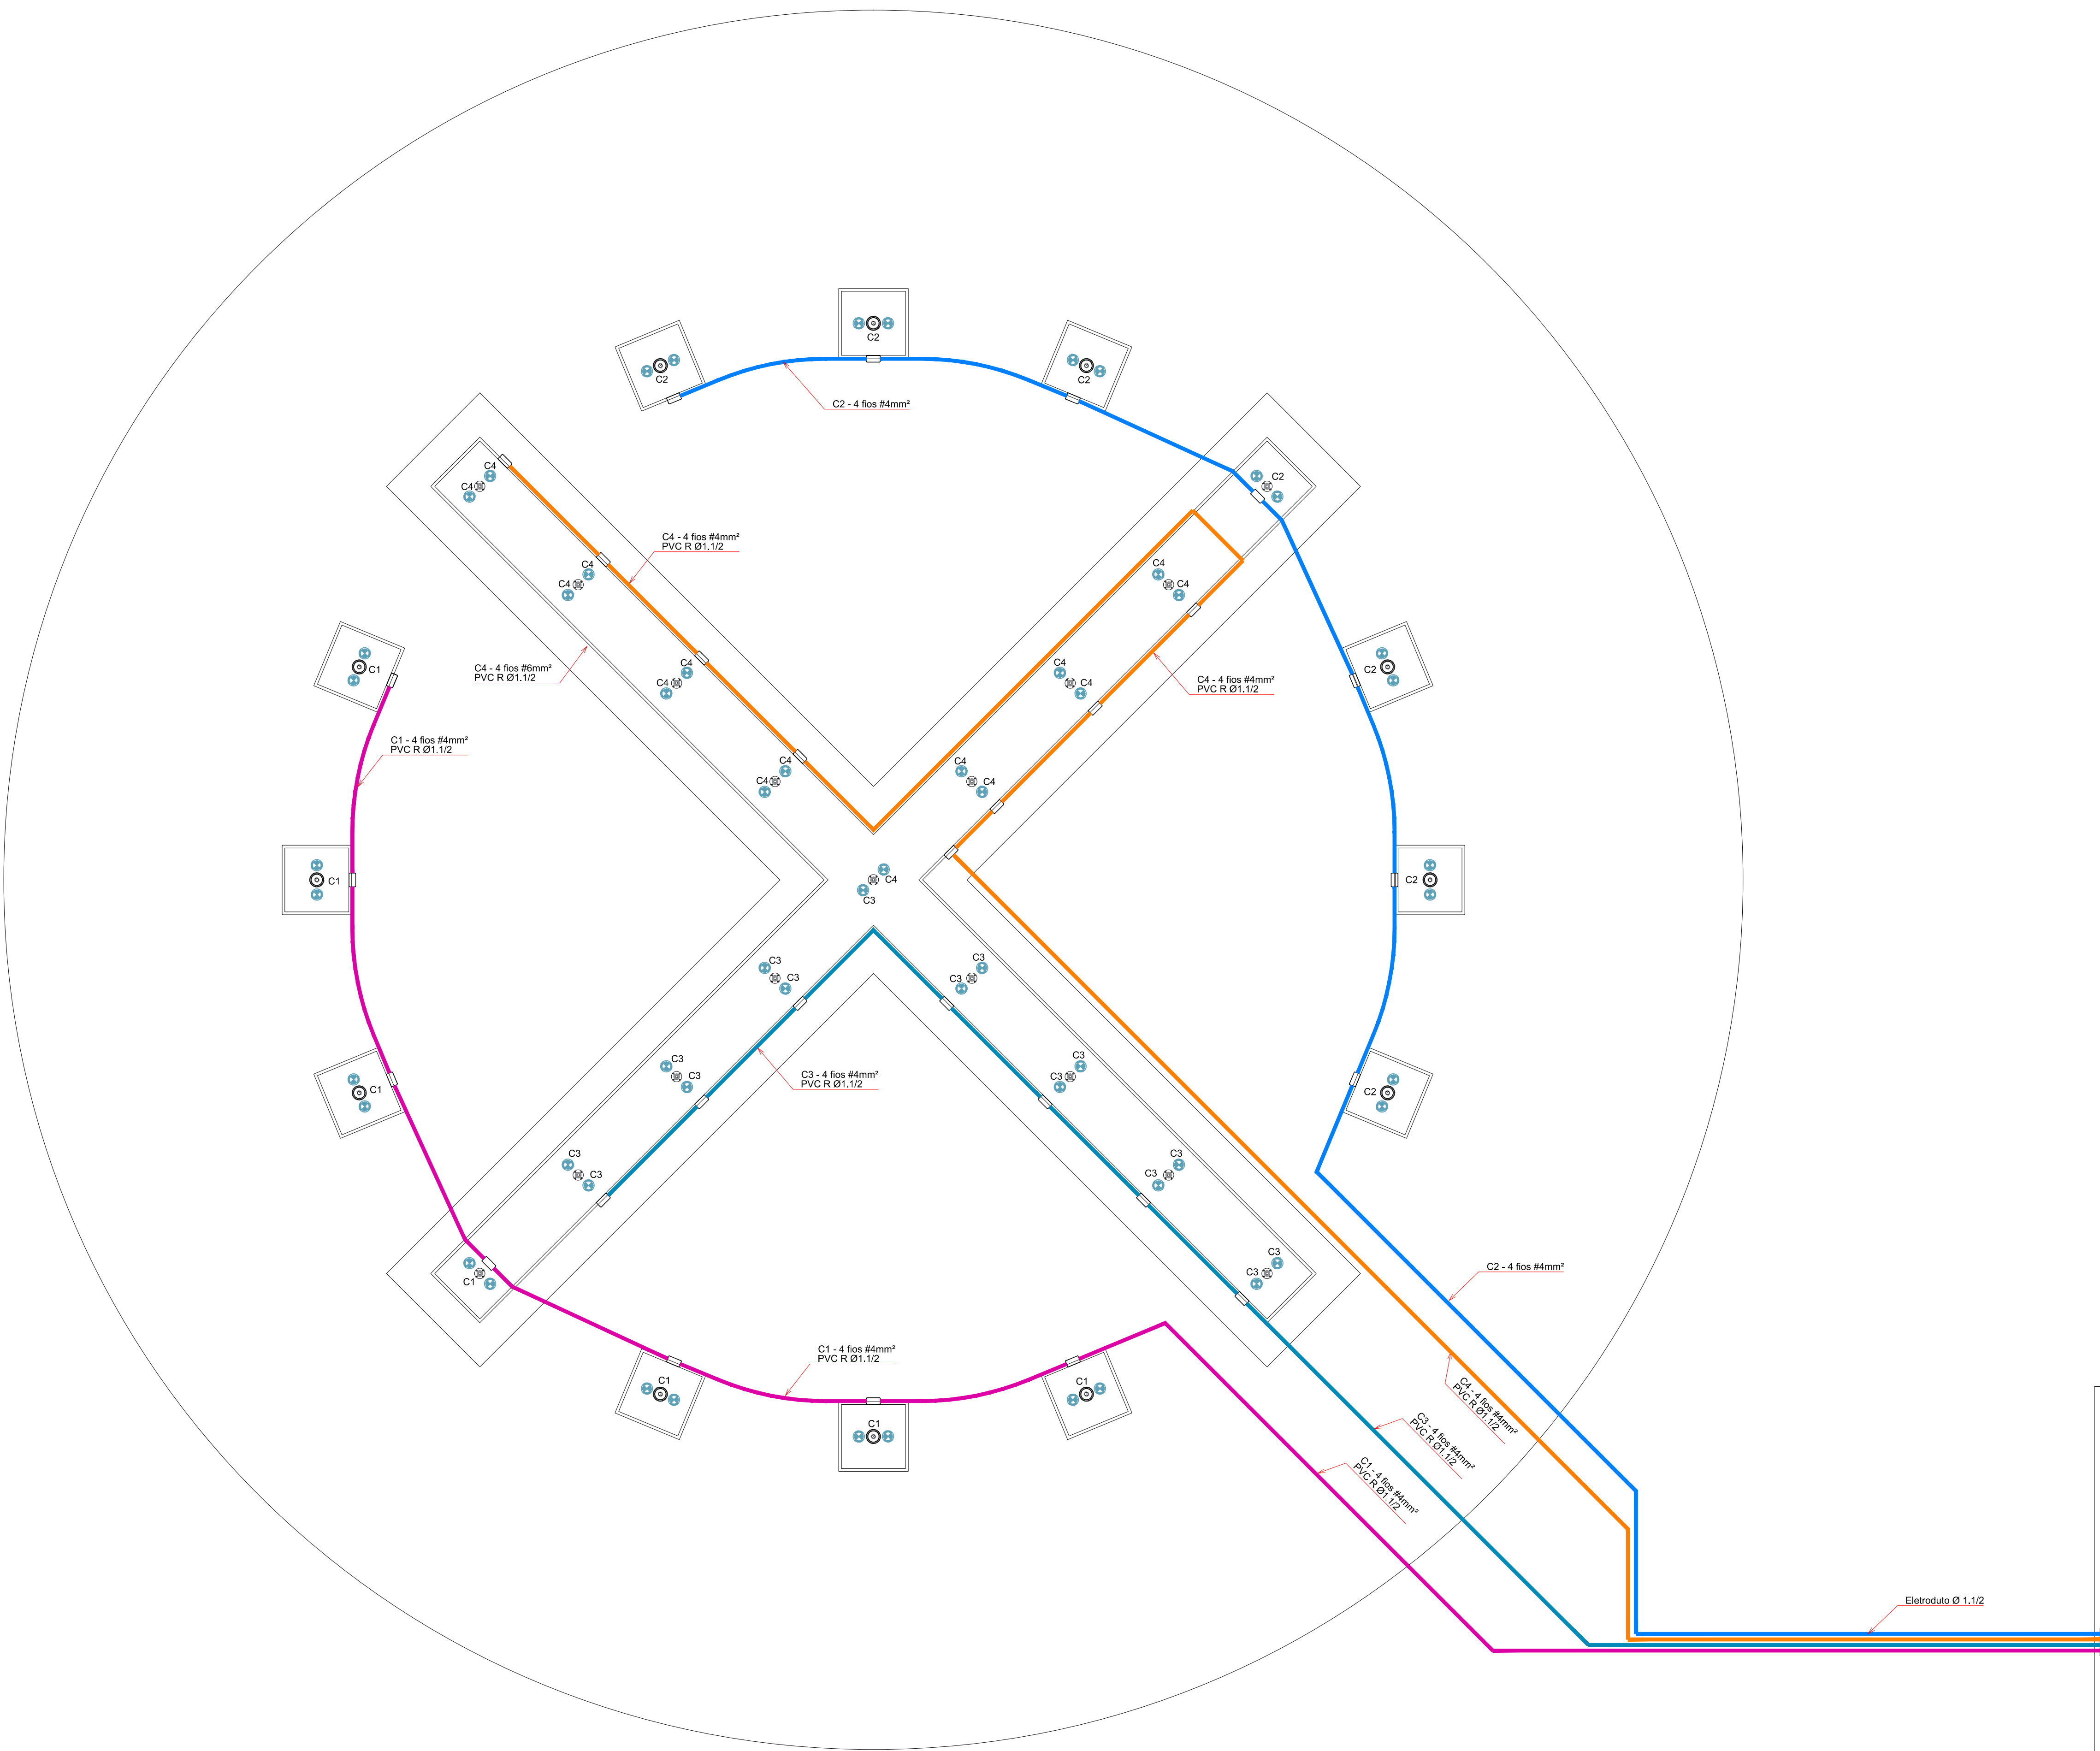 C2
C2
C2
C2 - 4 fios #4mm²
C4
C4
C2
C4 - 4 fios #4mm²
PVC R Ø1.1/2
C4
C4
C4
C4
C4 - 4 fios #6mm²
PVC R Ø1.1/2
C1
C4
C4
C4
C4
C4 - 4 fios #4mm²
PVC R Ø1.1/2
C2
C1 - 4 fios #4mm²
PVC R Ø1.1/2
C4
C4
C4
C4
C1
C4
C3
C2
C3
C3
C3
C3
C1
C3
C3
C3 - 4 fios #4mm²
PVC R Ø1.1/2
C3
C3
C2
C3
C3
C3
C3
C1
C3
C3
C2 - 4 fios #4mm²
C1 - 4 fios #4mm²
PVC R Ø1.1/2
C1
C1
C1
C4 - 4 fios #4mm²
PVC R Ø1.1/2
C3 - 4 fios #4mm²
PVC R Ø1.1/2
C1 - 4 fios #4mm²
PVC R Ø1.1/2
Eletroduto Ø 1.1/2